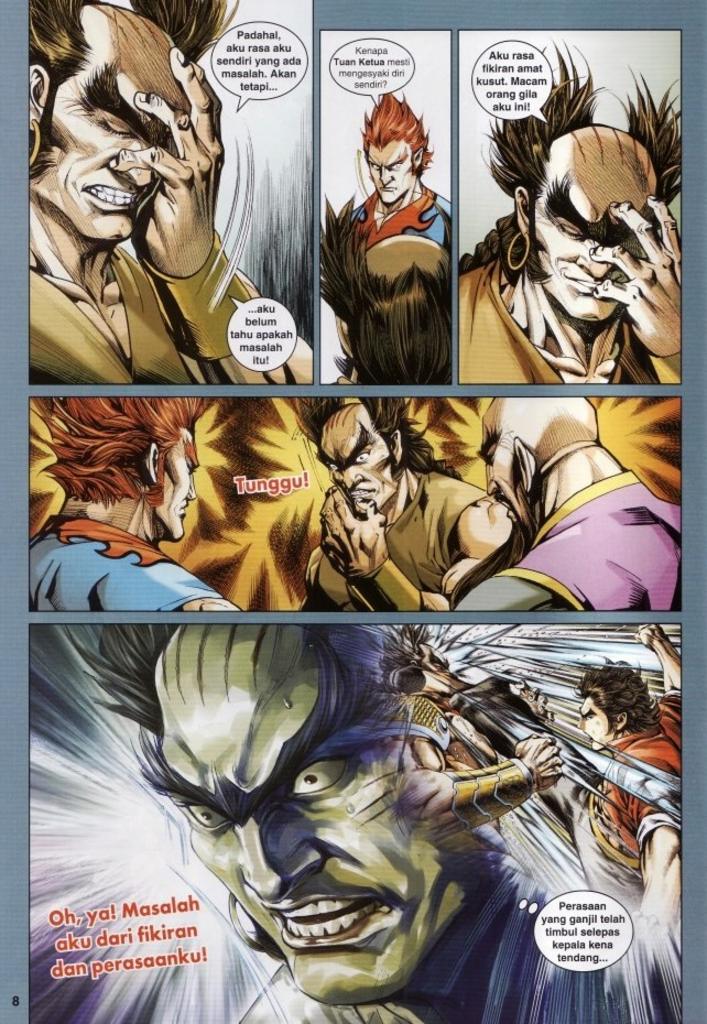 Padahal,
aku rasa aku
sendiri yang ada
masalah. Akan
tetapi...
...aku
belum
tahu apakah
masalah
itu!
Kenapa
Tuan Ketua mesti
mengesyaki diri
sendiri?
Aku rasa
fikiran amat
kusut. Macam
orang gila
aku ini!
Tunggu!
Oh, ya! Masalah
aku dari fikiran
dan perasaanku!
Perasaan
yang ganjil telah
timbul selepas
kepala kena
tendang...
8